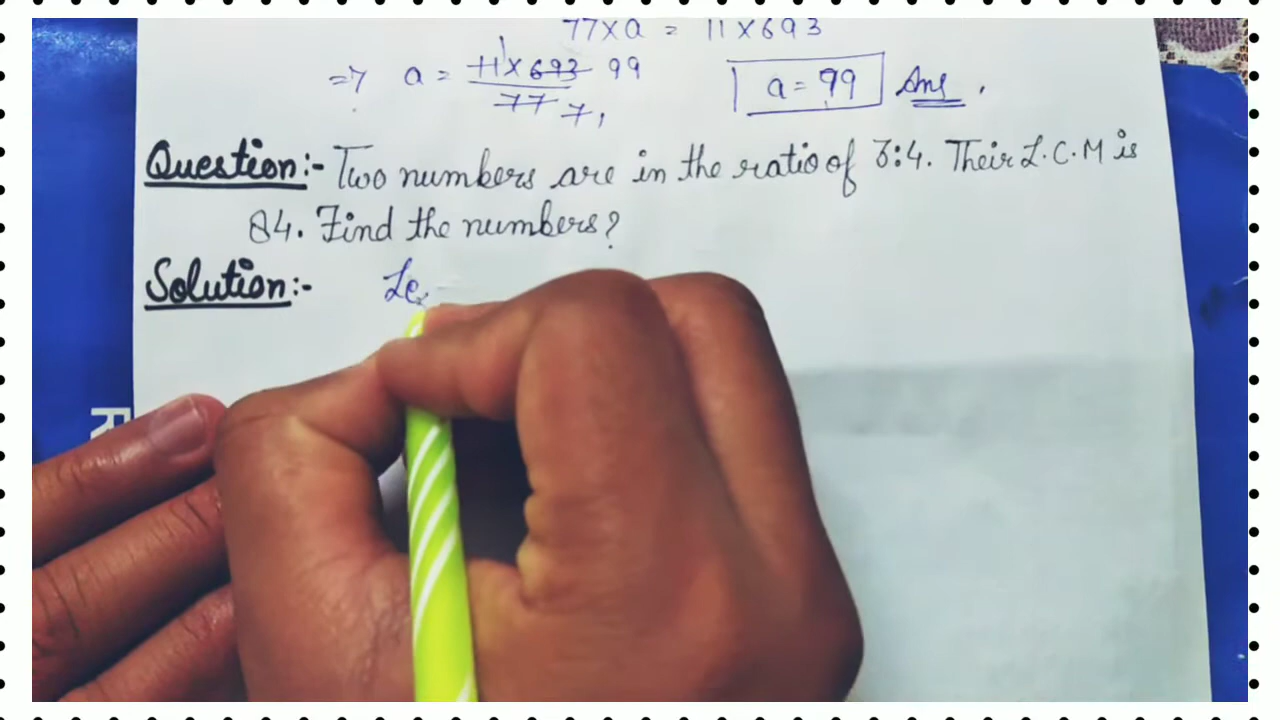 77×a = 11×693
=> a = 11×693 99
77 7, a = 99 Ans.
Question:- Two numbers are in the ratio of 3:4. Their L.C.M is
84. Find the numbers?
Solution:- Le
R